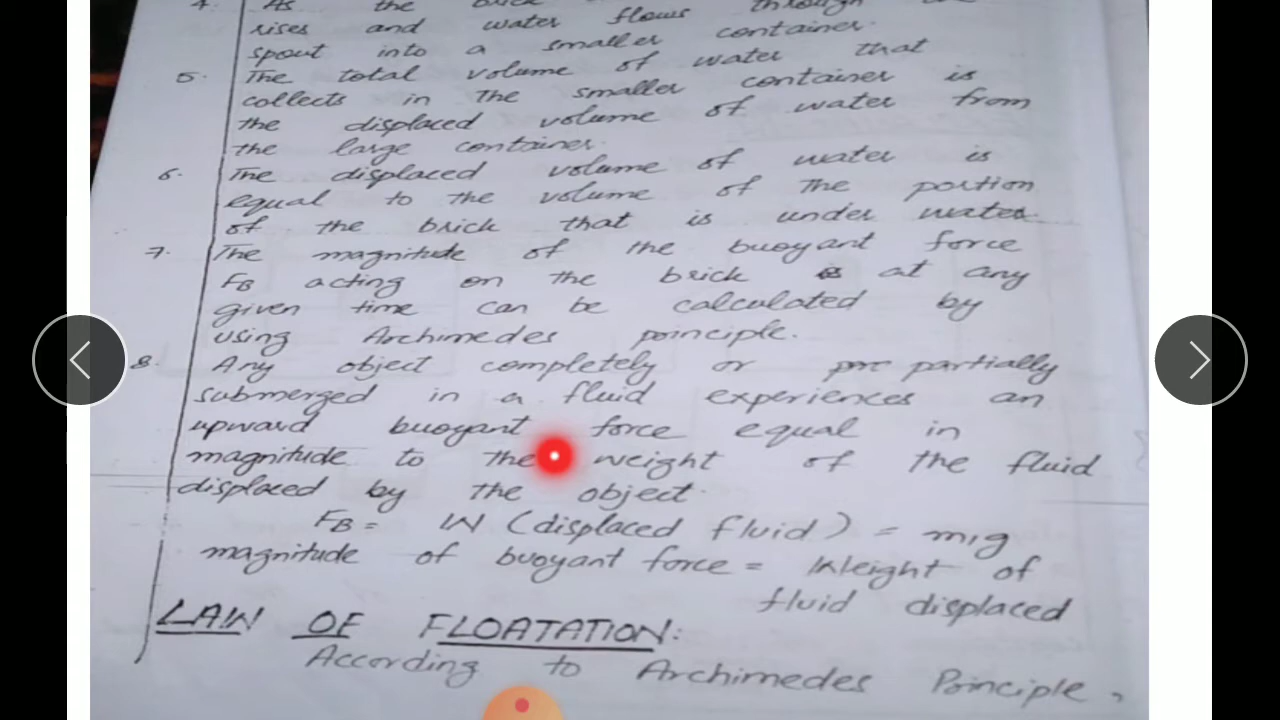 4. As the brick
rises and water flows through
spout into a smaller container.
5. The total volume of water that
collects in The smaller container is
the displaced volume of water from
the large container.
6. The displaced volume of water is
equal to the volume of The portion
of the brick that is under water.
7. The magnitude of the buoyant force
FB acting on the brick at any
given time can be calculated by
using Archimedes principle.
8. Any object completely or partially
submerged in a fluid experiences an
upward buoyant force equal in
magnitude to the weight of the fluid
displaced by The object.
FB = W (displaced fluid) = m1g
magnitude of buoyant force = Weight of
fluid displaced
LAW OF FLOATATION:
According to Archimedes Principle,